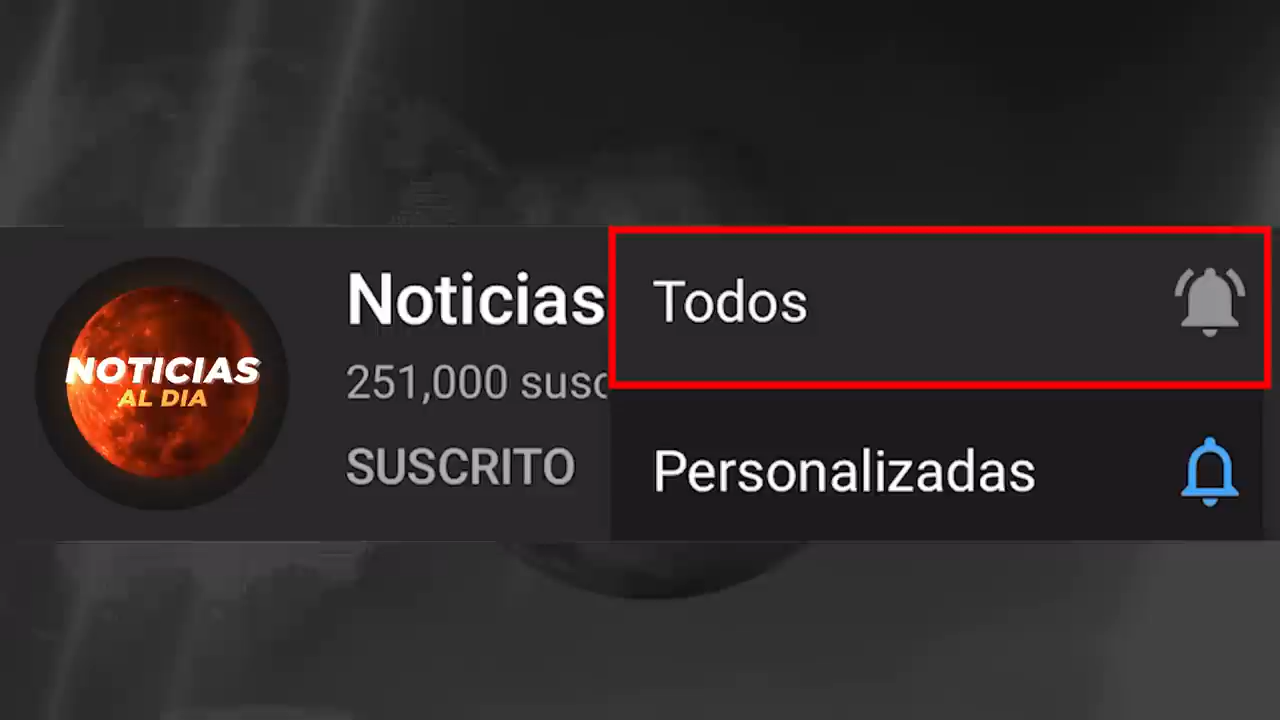 NOTICIAS
AL DIA
Noticias
251,000 susc
SUSCRITO
Todos
Personalizadas